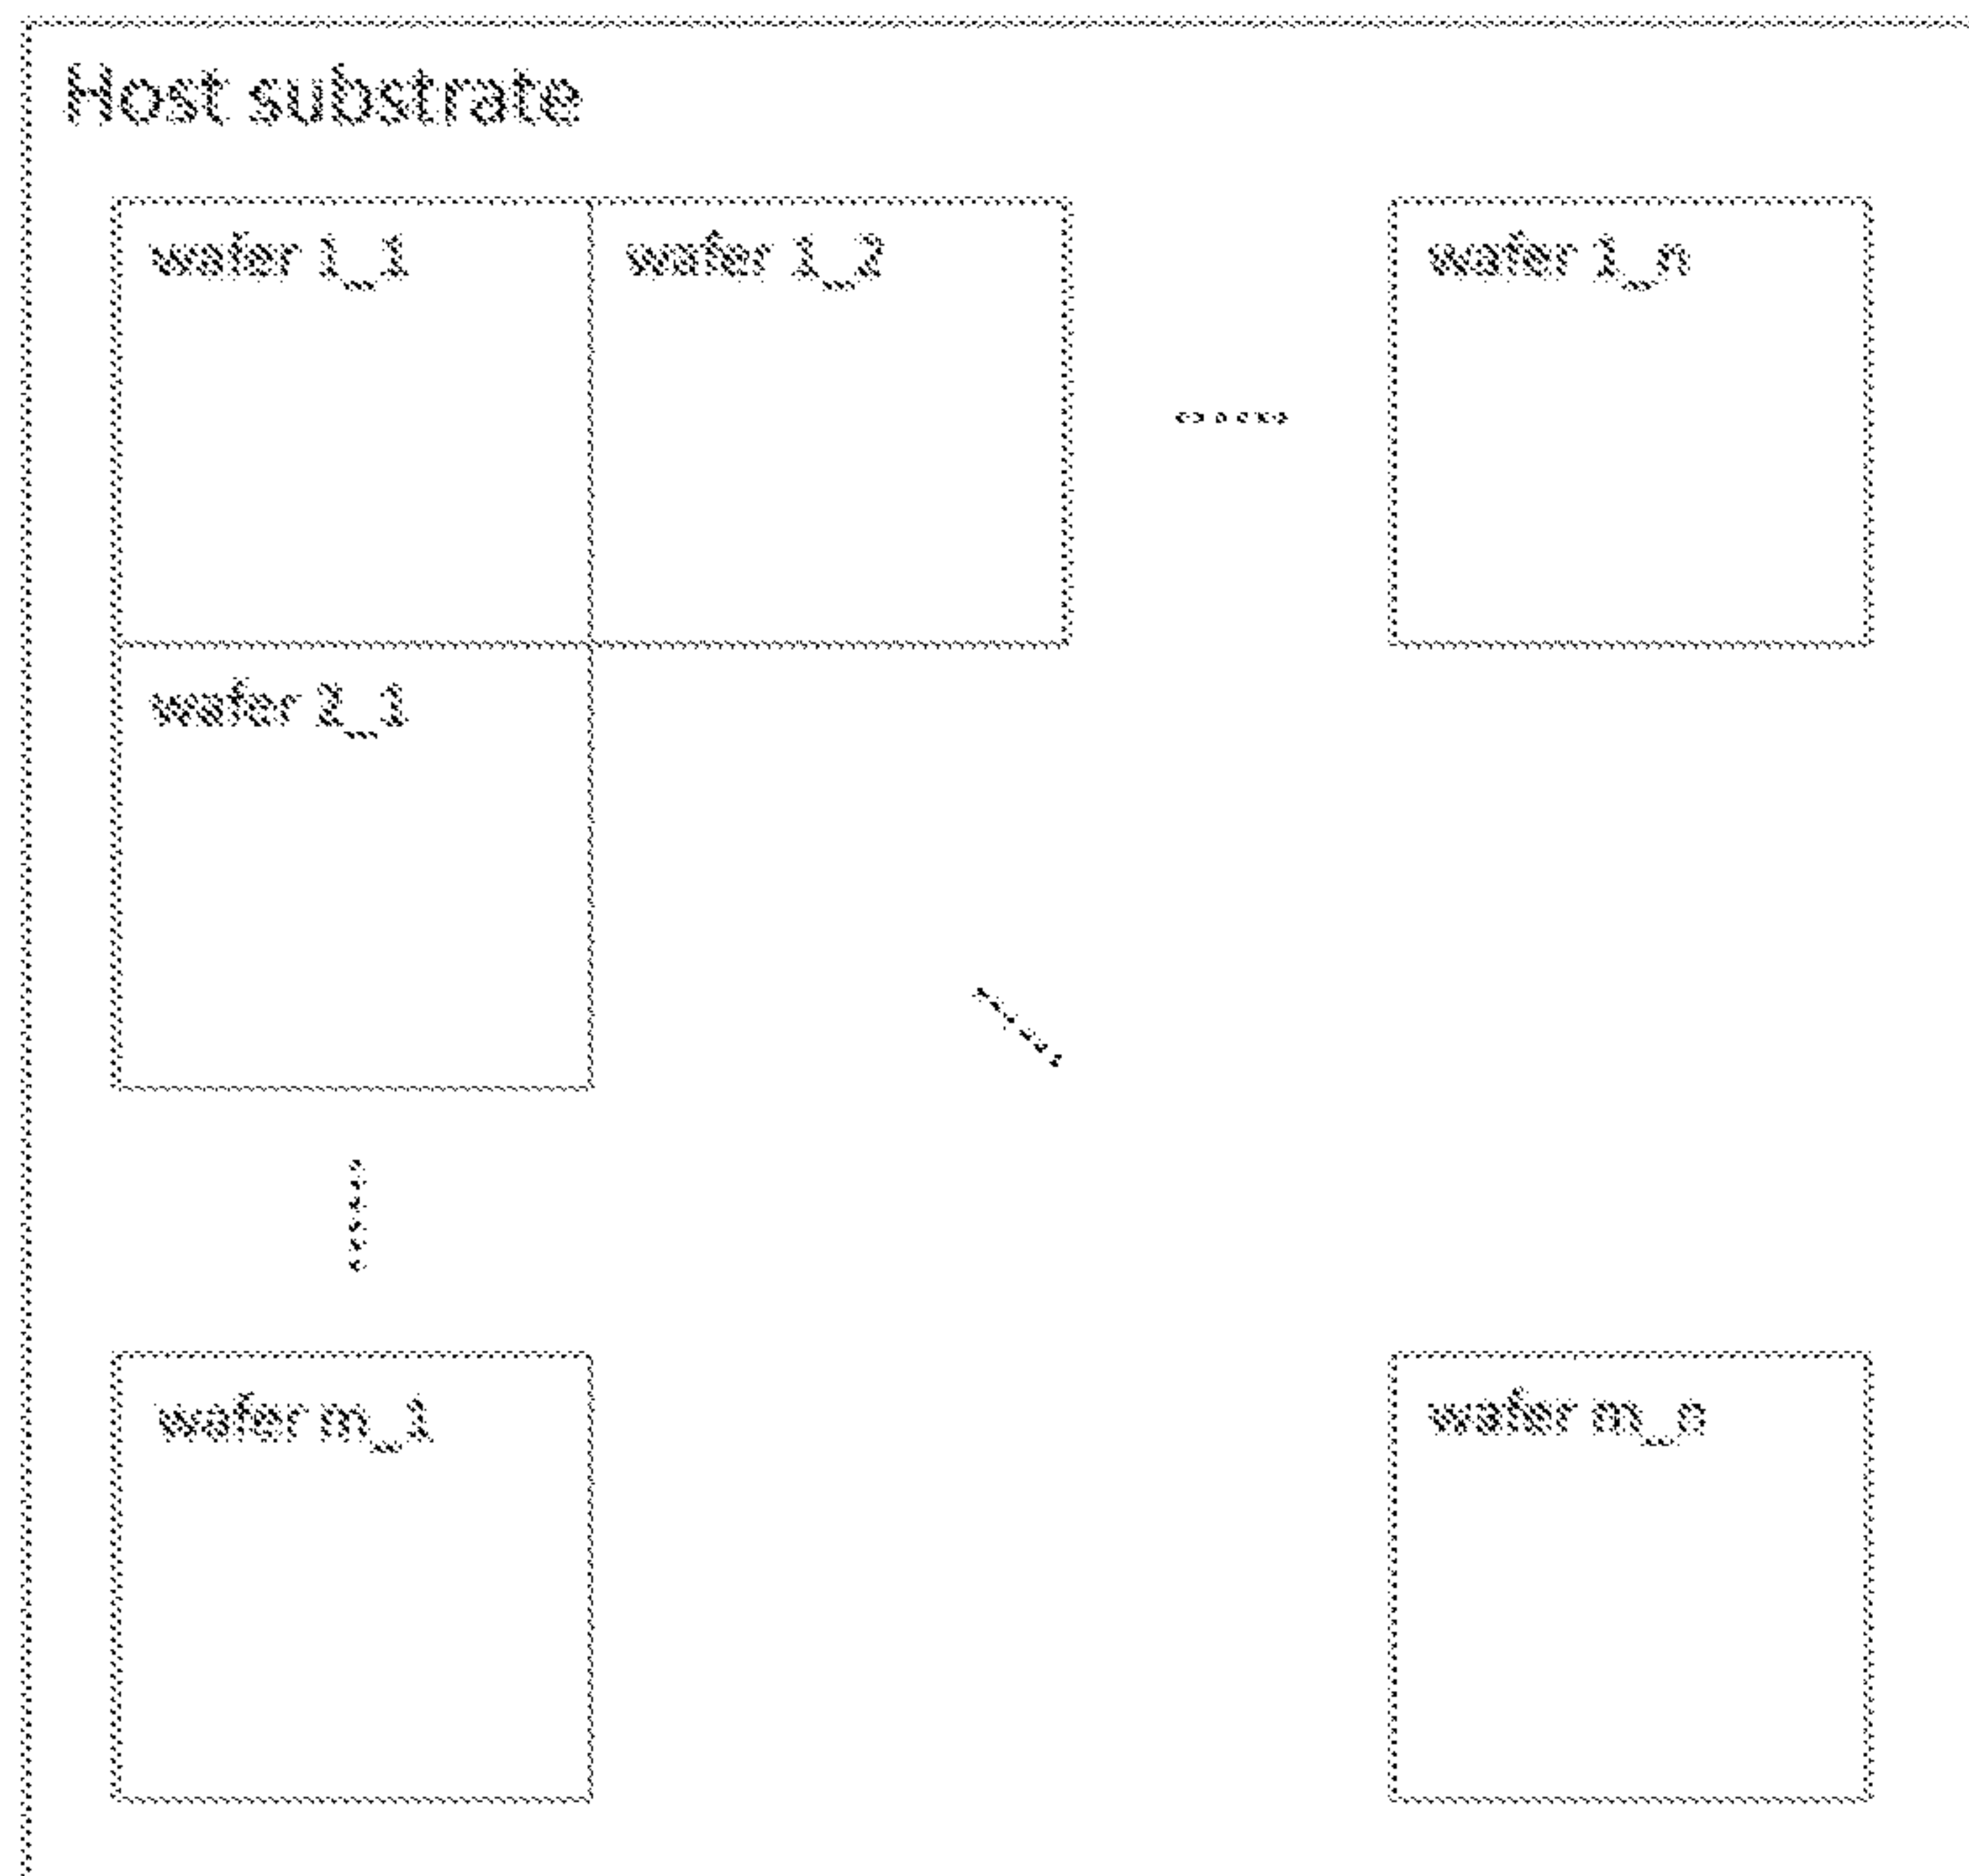 Host substrate
wafer 1_1
wafer 1_2
wafer 1_n
wafer 2_1
wafer m_1
wafer m_n